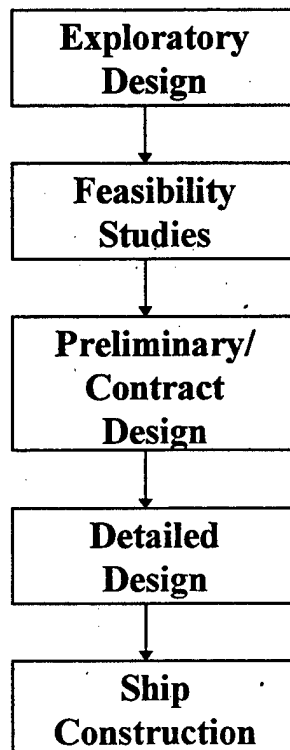 Exploratory
Design
Feasibility
Studies
Preliminary/
Contract
Design
Detailed
Design
Ship
Construction